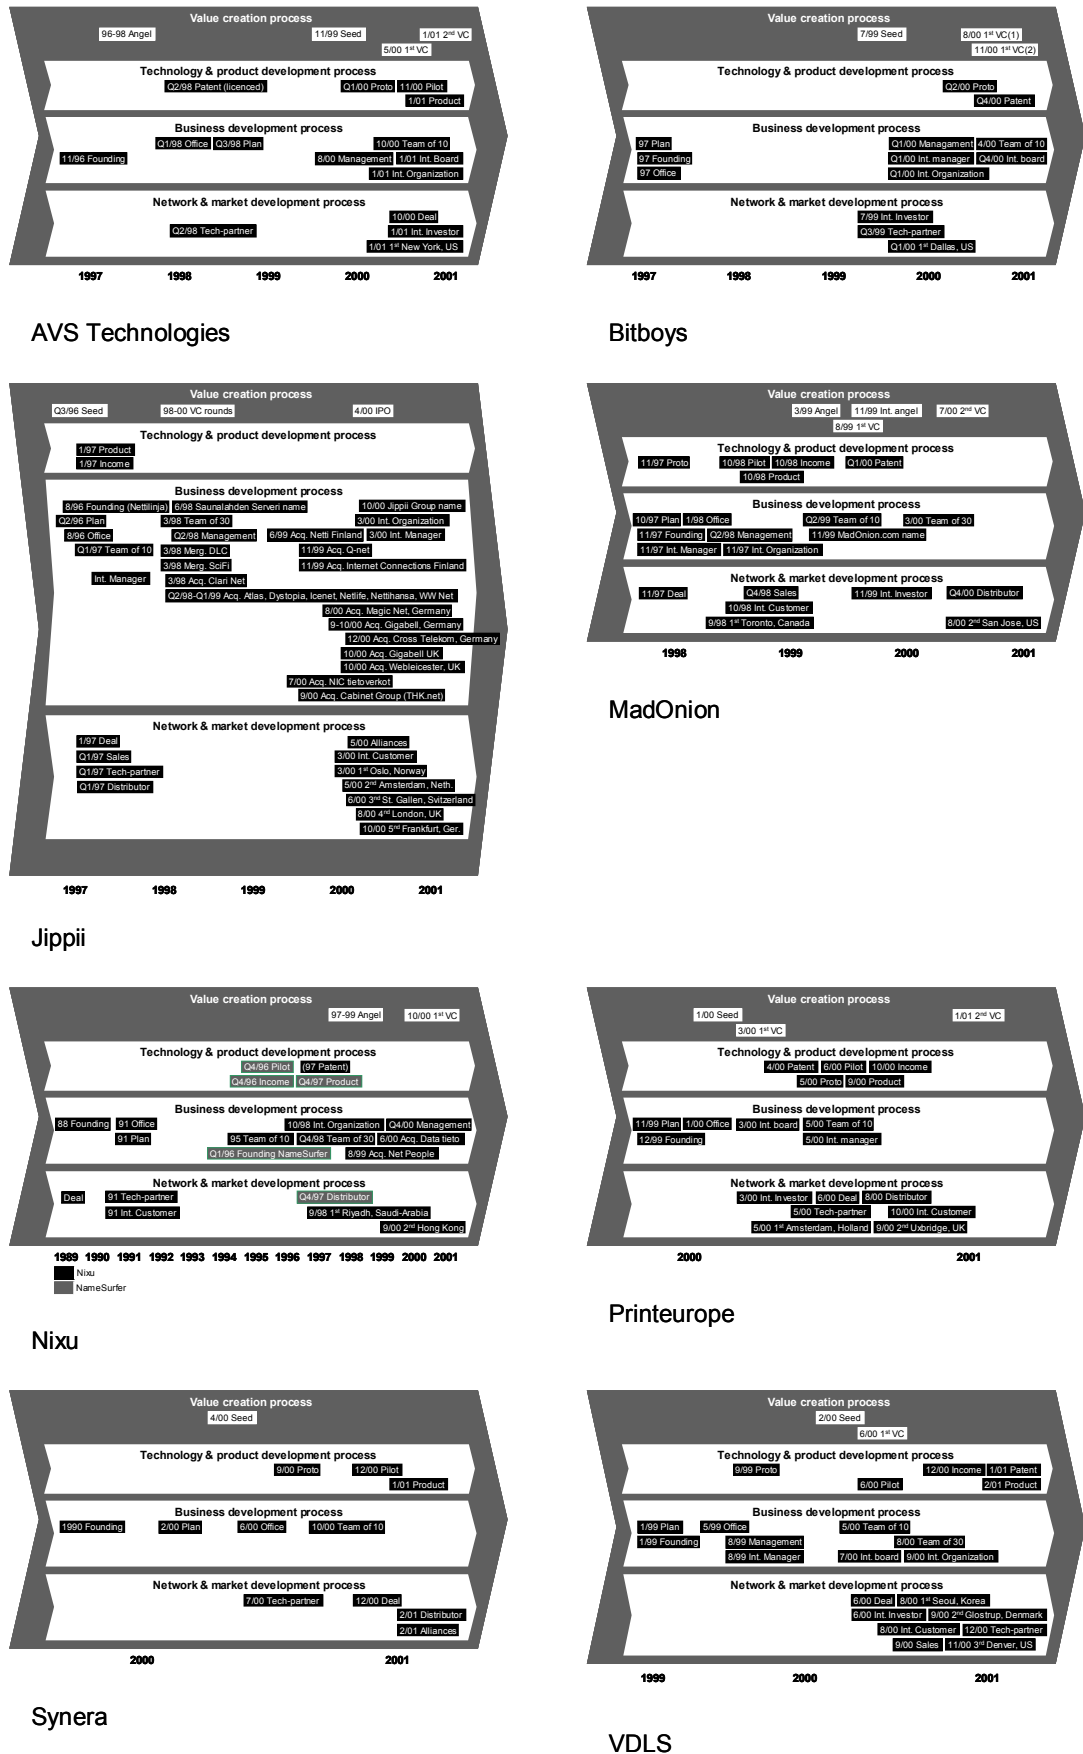 Value creation process
96-98 Angel 11/99 Seed 1/01 2nd VC
5/00 1st VC
Technology & product development process
Q2/98 Patent (licenced) Q1/00 Proto 11/00 Pilot
1/01 Product
Business development process
Q1/98 Office Q3/98 Plan 10/00 Team of 10
11/96 Founding 8/00 Management 1/01 Int. Board
1/01 Int. Organization
Network & market development process
10/00 Deal
Q2/98 Tech-partner 1/01 Int. Investor
1/01 1st New York, US
1997 1998 1999 2000 2001
AVS Technologies
Value creation process
7/99 Seed 8/00 1st VC(1)
11/00 1st VC(2)
Technology & product development process
Q2/00 Proto
Q4/00 Patent
Business development process
97 Plan Q1/00 Managament 4/00 Team of 10
97 Founding Q1/00 Int. manager Q4/00 Int. board
97 Office Q1/00 Int. Organization
Network & market development process
7/99 Int. Investor
Q3/99 Tech-partner
Q1/00 1st Dallas, US
1997 1998 1999 2000 2001
Bitboys
Value creation process
Q3/96 Seed 98-00 VC rounds 4/00 IPO
Technology & product development process
1/97 Product
1/97 Income
Business development process
8/96 Founding (Nettilinja) 6/98 Saunalahden Serveri name 10/00 Jippii Group name
Q2/96 Plan 3/98 Team of 30 3/00 Int. Organization
8/96 Office Q2/98 Management 6/99 Acq. Netti Finland 3/00 Int. Manager
Q1/97 Team of 10 3/98 Merg. DLC 11/99 Acq. Q-net
3/98 Merg. SciFi 11/99 Acq. Internet Connections Finland
Int. Manager 3/98 Acq. Clari Net
Q2/98-Q1/99 Acq. Atlas, Dystopia, Icenet, Netlife, Nettihansa, WW Net
8/00 Acq. Magic Net, Germany
9-10/00 Acq. Gigabell, Germany
12/00 Acq. Cross Telekom, Germany
10/00 Acq. Gigabell UK
10/00 Acq. Webleicester, UK
7/00 Acq. NIC tietoverkot
9/00 Acq. Cabinet Group (THK.net)
Network & market development process
1/97 Deal 5/00 Alliances
Q1/97 Sales 3/00 Int. Customer
Q1/97 Tech-partner 3/00 1st Oslo, Norway
Q1/97 Distributor 5/00 2nd Amsterdam, Neth.
6/00 3rd St. Gallen, Svitzerland
8/00 4nd London, UK
10/00 5nd Frankfurt, Ger.
1997 1998 1999 2000 2001
Jippii
Value creation process
3/99 Angel 11/99 Int. angel 7/00 2nd VC
8/99 1st VC
Technology & product development process
11/97 Proto 10/98 Pilot 10/98 Income Q1/00 Patent
10/98 Product
Business development process
10/97 Plan 1/98 Office Q2/99 Team of 10 3/00 Team of 30
11/97 Founding Q2/98 Management 11/99 MadOnion.com name
11/97 Int. Manager 11/97 Int. Organization
Network & market development process
11/97 Deal Q4/98 Sales 11/99 Int. Investor Q4/00 Distributor
10/98 Int. Customer
9/98 1st Toronto, Canada 8/00 2nd San Jose, US
1998 1999 2000 2001
MadOnion
Value creation process
97-99 Angel 10/00 1st VC
Technology & product development process
Q4/96 Pilot (97 Patent)
Q4/96 Income Q4/97 Product
Business development process
88 Founding 91 Office 10/98 Int. Organization Q4/00 Management
91 Plan 95 Team of 10 Q4/98 Team of 30 6/00 Acq. Data tieto
Q1/96 Founding NameSurfer 8/99 Acq. Net People
Network & market development process
Deal 91 Tech-partner Q4/97 Distributor
91 Int. Customer 9/98 1st Riyadh, Saudi-Arabia
9/00 2nd Hong Kong
1989 1990 1991 1992 1993 1994 1995 1996 1997 1998 1999 2000 2001
Nixu
NameSurfer
Nixu
Value creation process
1/00 Seed 1/01 2nd VC
3/00 1st VC
Technology & product development process
4/00 Patent 6/00 Pilot 10/00 Income
5/00 Proto 9/00 Product
Business development process
11/99 Plan 1/00 Office 3/00 Int. board 5/00 Team of 10
12/99 Founding 5/00 Int. manager
Network & market development process
3/00 Int. Investor 6/00 Deal 8/00 Distributor
5/00 Tech-partner 10/00 Int. Customer
5/00 1st Amsterdam, Holland 9/00 2nd Uxbridge, UK
2000 2001
Printeurope
Value creation process
4/00 Seed
Technology & product development process
9/00 Proto 12/00 Pilot
1/01 Product
Business development process
1990 Founding 2/00 Plan 6/00 Office 10/00 Team of 10
Network & market development process
7/00 Tech-partner 12/00 Deal
2/01 Distributor
2/01 Alliances
2000 2001
Synera
Value creation process
2/00 Seed
6/00 1st VC
Technology & product development process
9/99 Proto 12/00 Income 1/01 Patent
6/00 Pilot 2/01 Product
Business development process
1/99 Plan 5/99 Office 5/00 Team of 10
1/99 Founding 8/99 Management 8/00 Team of 30
8/99 Int. Manager 7/00 Int. board 9/00 Int. Organization
Network & market development process
6/00 Deal 8/00 1st Seoul, Korea
6/00 Int. Investor 9/00 2nd Glostrup, Denmark
8/00 Int. Customer 12/00 Tech-partner
9/00 Sales 11/00 3rd Denver, US
1999 2000 2001
VDLS